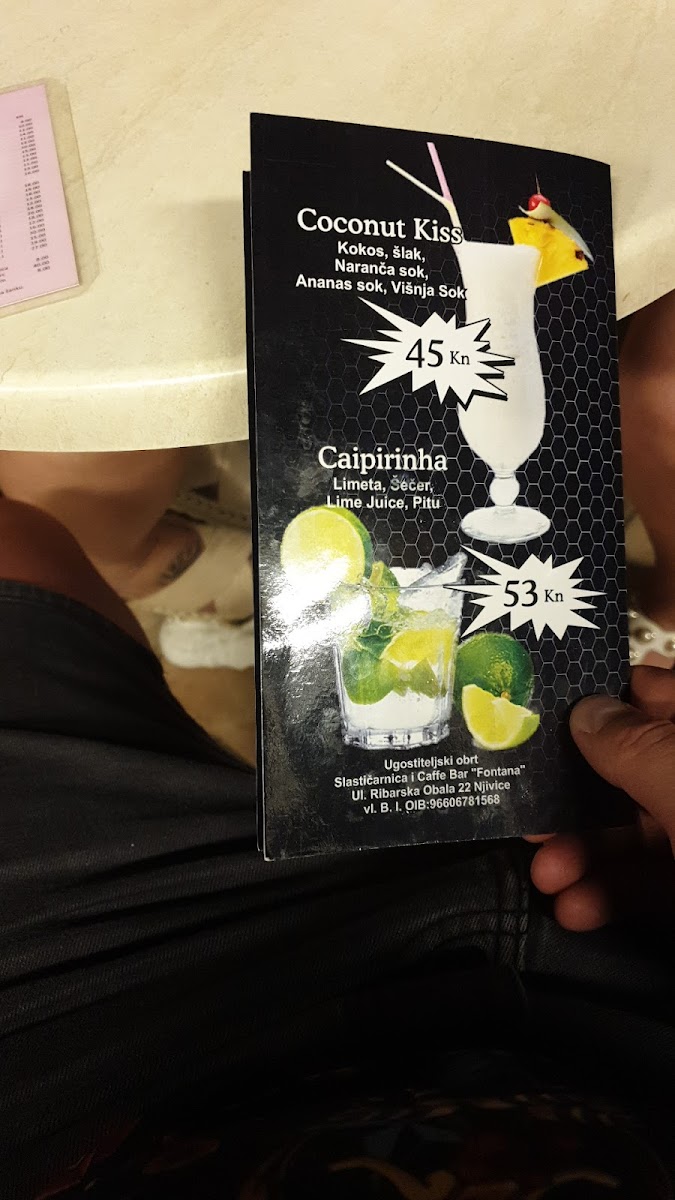 Coconut Kiss
Kokos, šlak,
Naranča sok,
Ananas sok, Višnja Sok
45 Kn
Caipirinha
Limeta, Šećer,
Lime Juice, Pitu
53 Kn
Ugostiteljski obrt
Slastičarnica i Caffe Bar "Fontana"
Ul. Ribarska Obala 22 Njivice
vl. B. I. OIB:96606781568